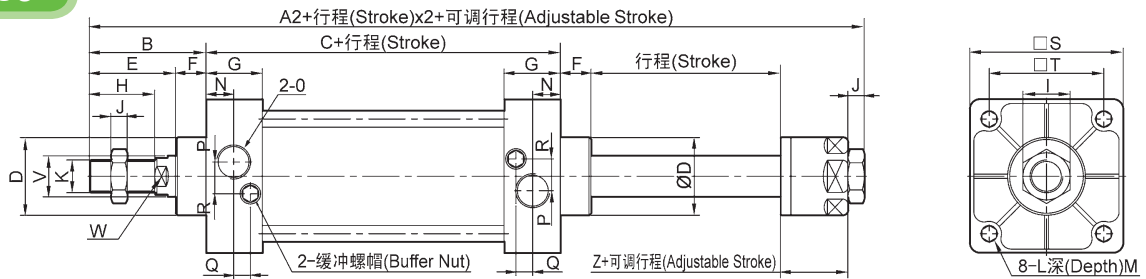 A2+行程(Stroke)x2+可调行程(Adjustable Stroke)
B
C+行程(Stroke)
E
F
G
G
F
行程(Stroke)
H
N
2-0
N
J
J
P
R
D
V
K
ØD
R
P
W
Q
2-缓冲螺帽(Buffer Nut)
Q
Z+可调行程(Adjustable Stroke)
□S
□T
I
8-L深(Depth)M